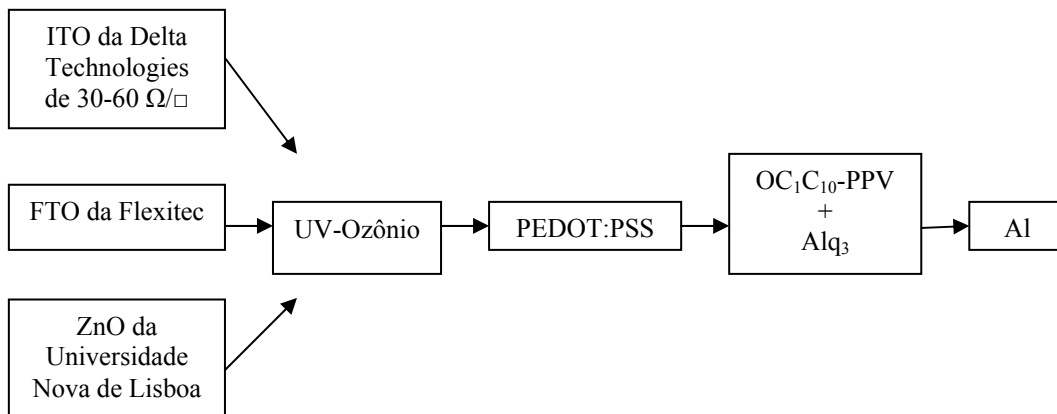 ITO da Delta
Technologies
de 30-60 Ω/□
FTO da Flexitec
ZnO da
Universidade
Nova de Lisboa
UV-Ozônio
PEDOT:PSS
OC₁C₁₀-PPV
+
Alq₃
Al